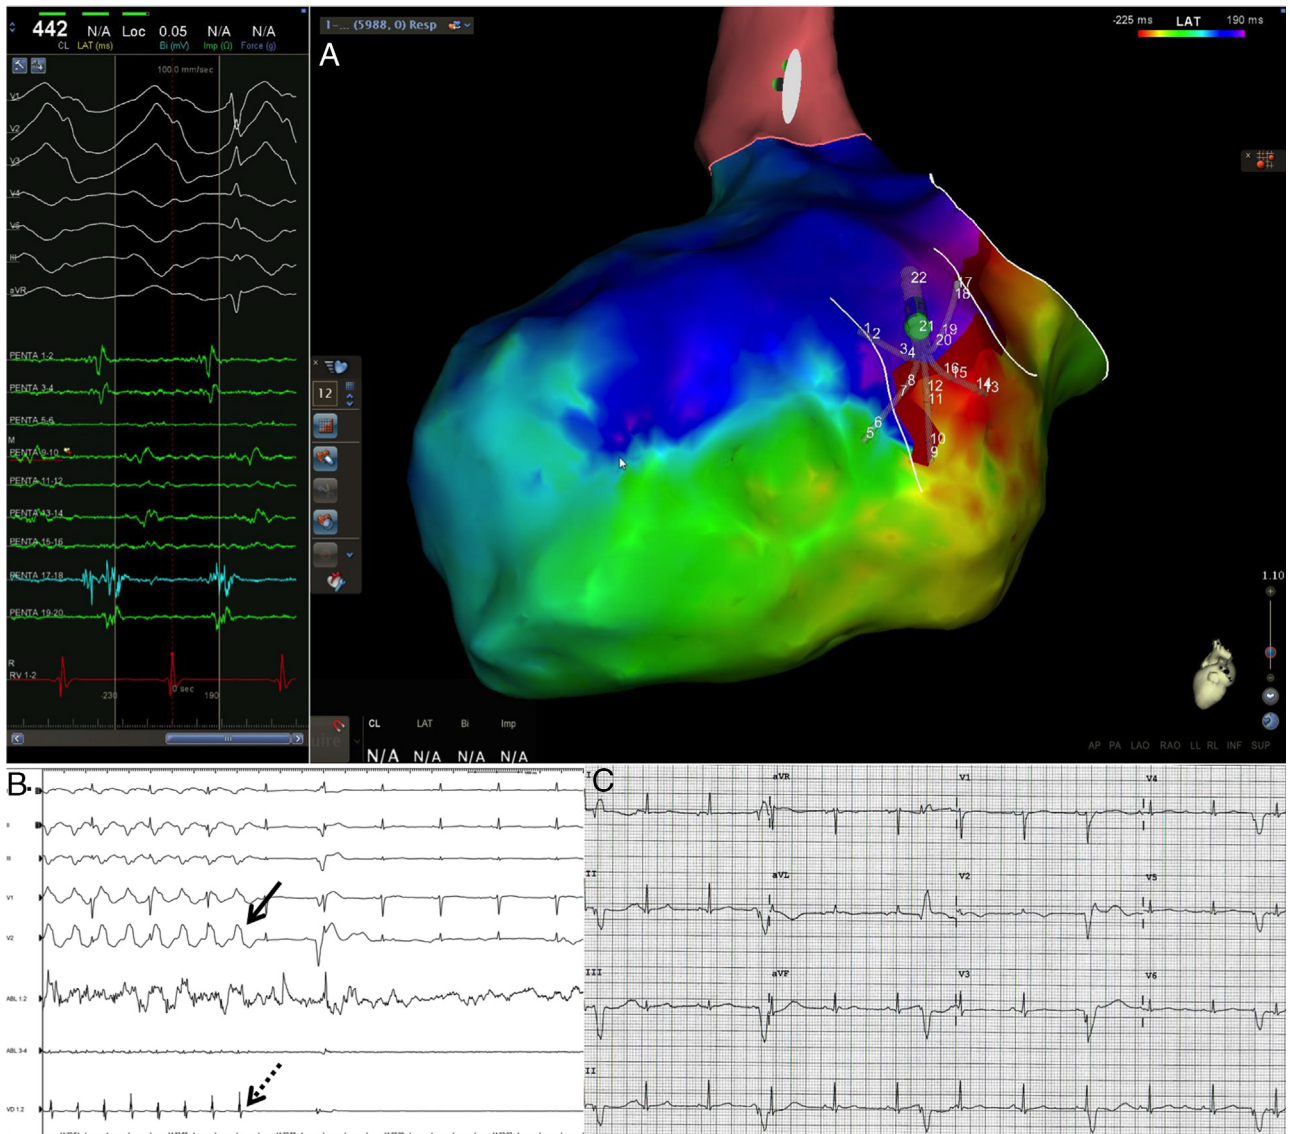 442 N/A Loc 0.05 N/A N/A
CL LAT (ms) Bi (mV) Imp (Ω) Force (g)
100.0 mm/sec
V1
V2
V3
V4
V5
III
aVR
PENTA 1-2
PENTA 3-4
PENTA 5-6
M
PENTA 9-10
PENTA 11-12
PENTA 13-14
PENTA 15-16
PENTA 17-18
PENTA 19-20
R
RV 1-2
-230 0 sec 190
1-... (5988, 0) Resp
A
-225 ms LAT 190 ms
12
22
17
18
21
19
20
1
2
3
4
16
15
14
13
8
7
12
11
6
5
10
9
1.10
CL LAT Bi Imp
N/A N/A N/A N/A
AP PA LAO RAO LL RL INF SUP
B.
II
III
V1
V2
ABL 1.2
ABL 3-4
VD 1.2
C
I aVR V1 V4
II aVL V2 V5
III aVF V3 V6
II